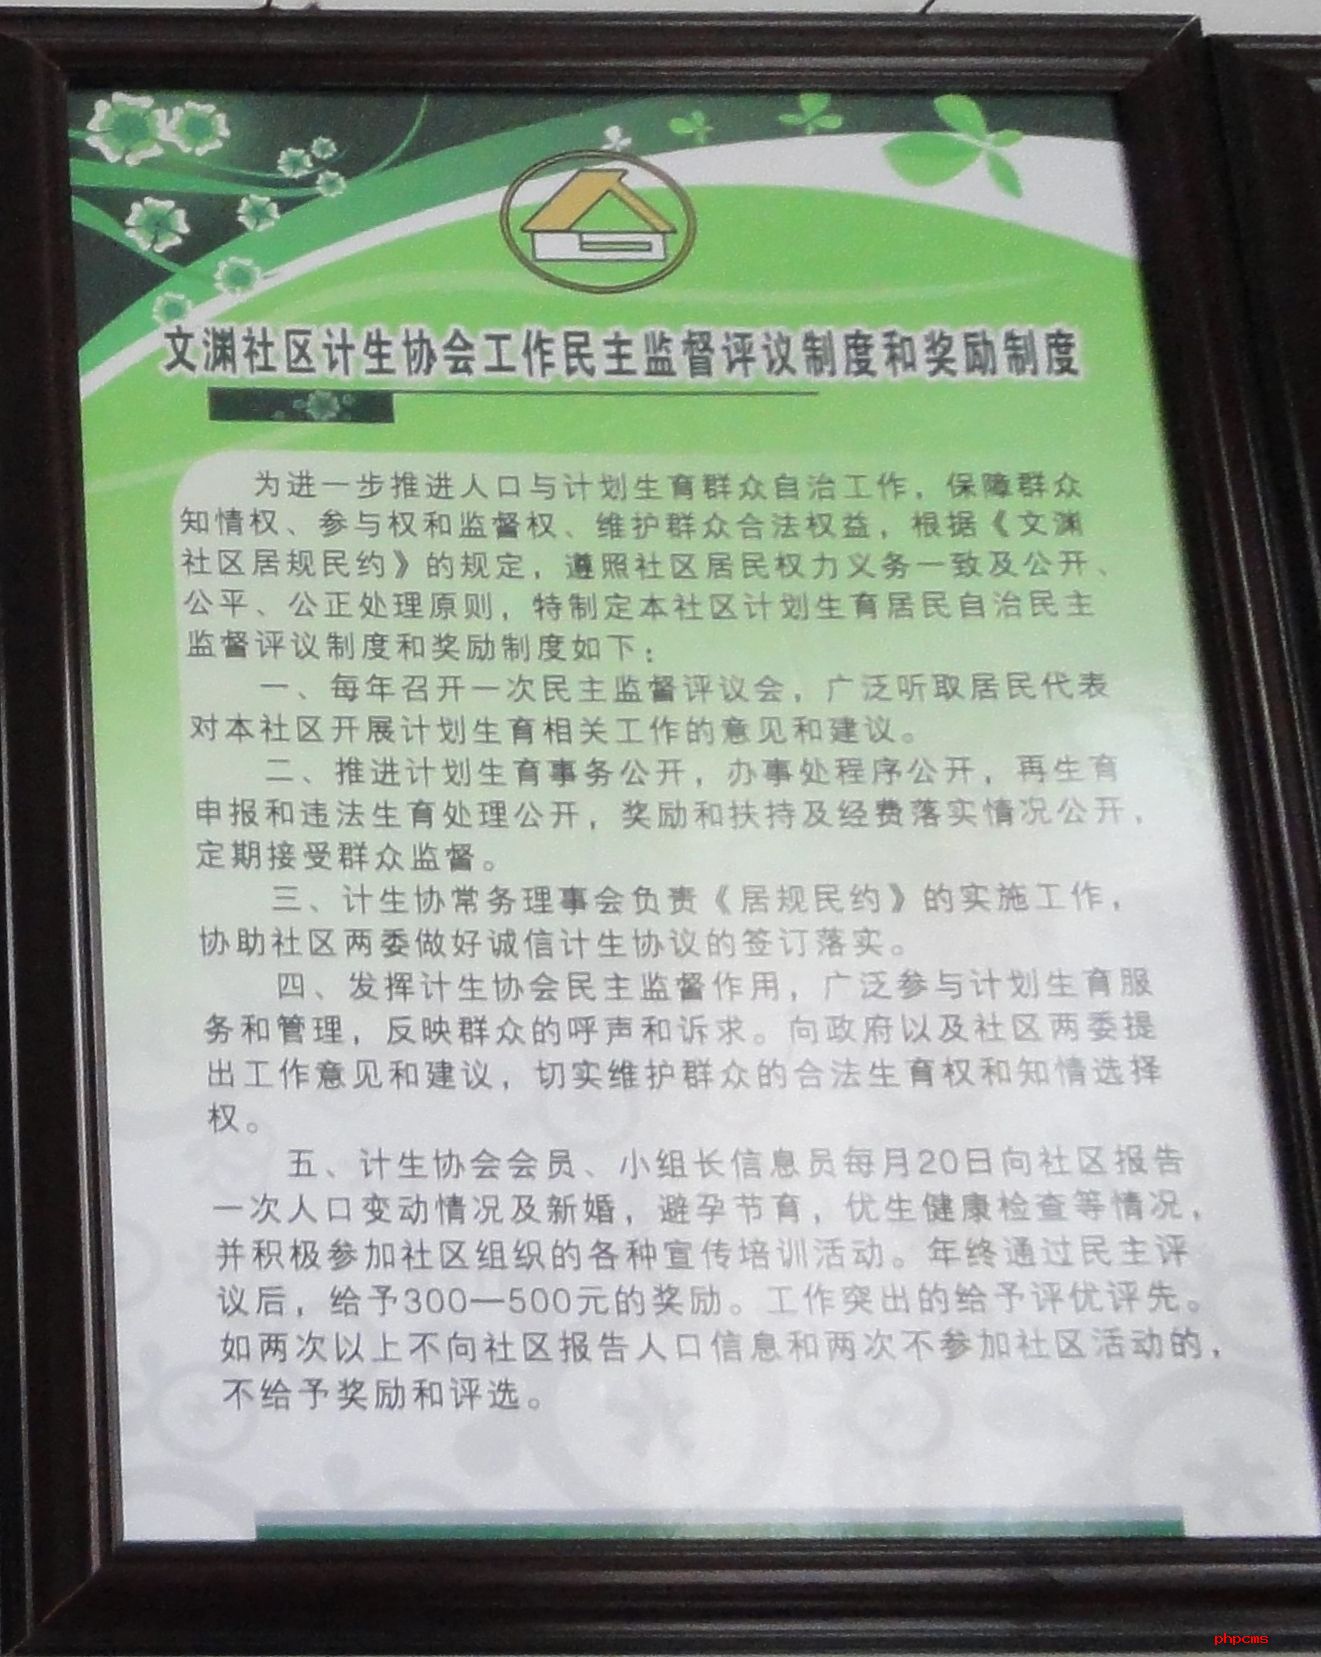 文渊社区计生协会工作民主监督评议制度和奖励制度
为进一步推进人口与计划生育群众自治工作，保障群众
知情权、参与权和监督权、维护群众合法权益，根据《文渊
社区居规民约》的规定，遵照社区居民权力义务一致及公开、
公平、公正处理原则，特制定本社区计划生育居民自治民主
监督评议制度和奖励制度如下：
一、每年召开一次民主监督评议会，广泛听取居民代表
对本社区开展计划生育相关工作的意见和建议。
二、推进计划生育事务公开，办事处程序公开，再生育
申报和违法生育处理公开，奖励和扶持及经费落实情况公开，
定期接受群众监督。
三、计生协常务理事会负责《居规民约》的实施工作，
协助社区两委做好诚信计生协议的签订落实。
四、发挥计生协会民主监督作用，广泛参与计划生育服
务和管理，反映群众的呼声和诉求。向政府以及社区两委提
出工作意见和建议，切实维护群众的合法生育权和知情选择
权。
五、计生协会会员、小组长信息员每月20日向社区报告
一次人口变动情况及新婚，避孕节育，优生健康检查等情况，
并积极参加社区组织的各种宣传培训活动。年终通过民主评
议后，给予300—500元的奖励。工作突出的给予评优评先。
如两次以上不向社区报告人口信息和两次不参加社区活动的，
不给予奖励和评选。
phpcms